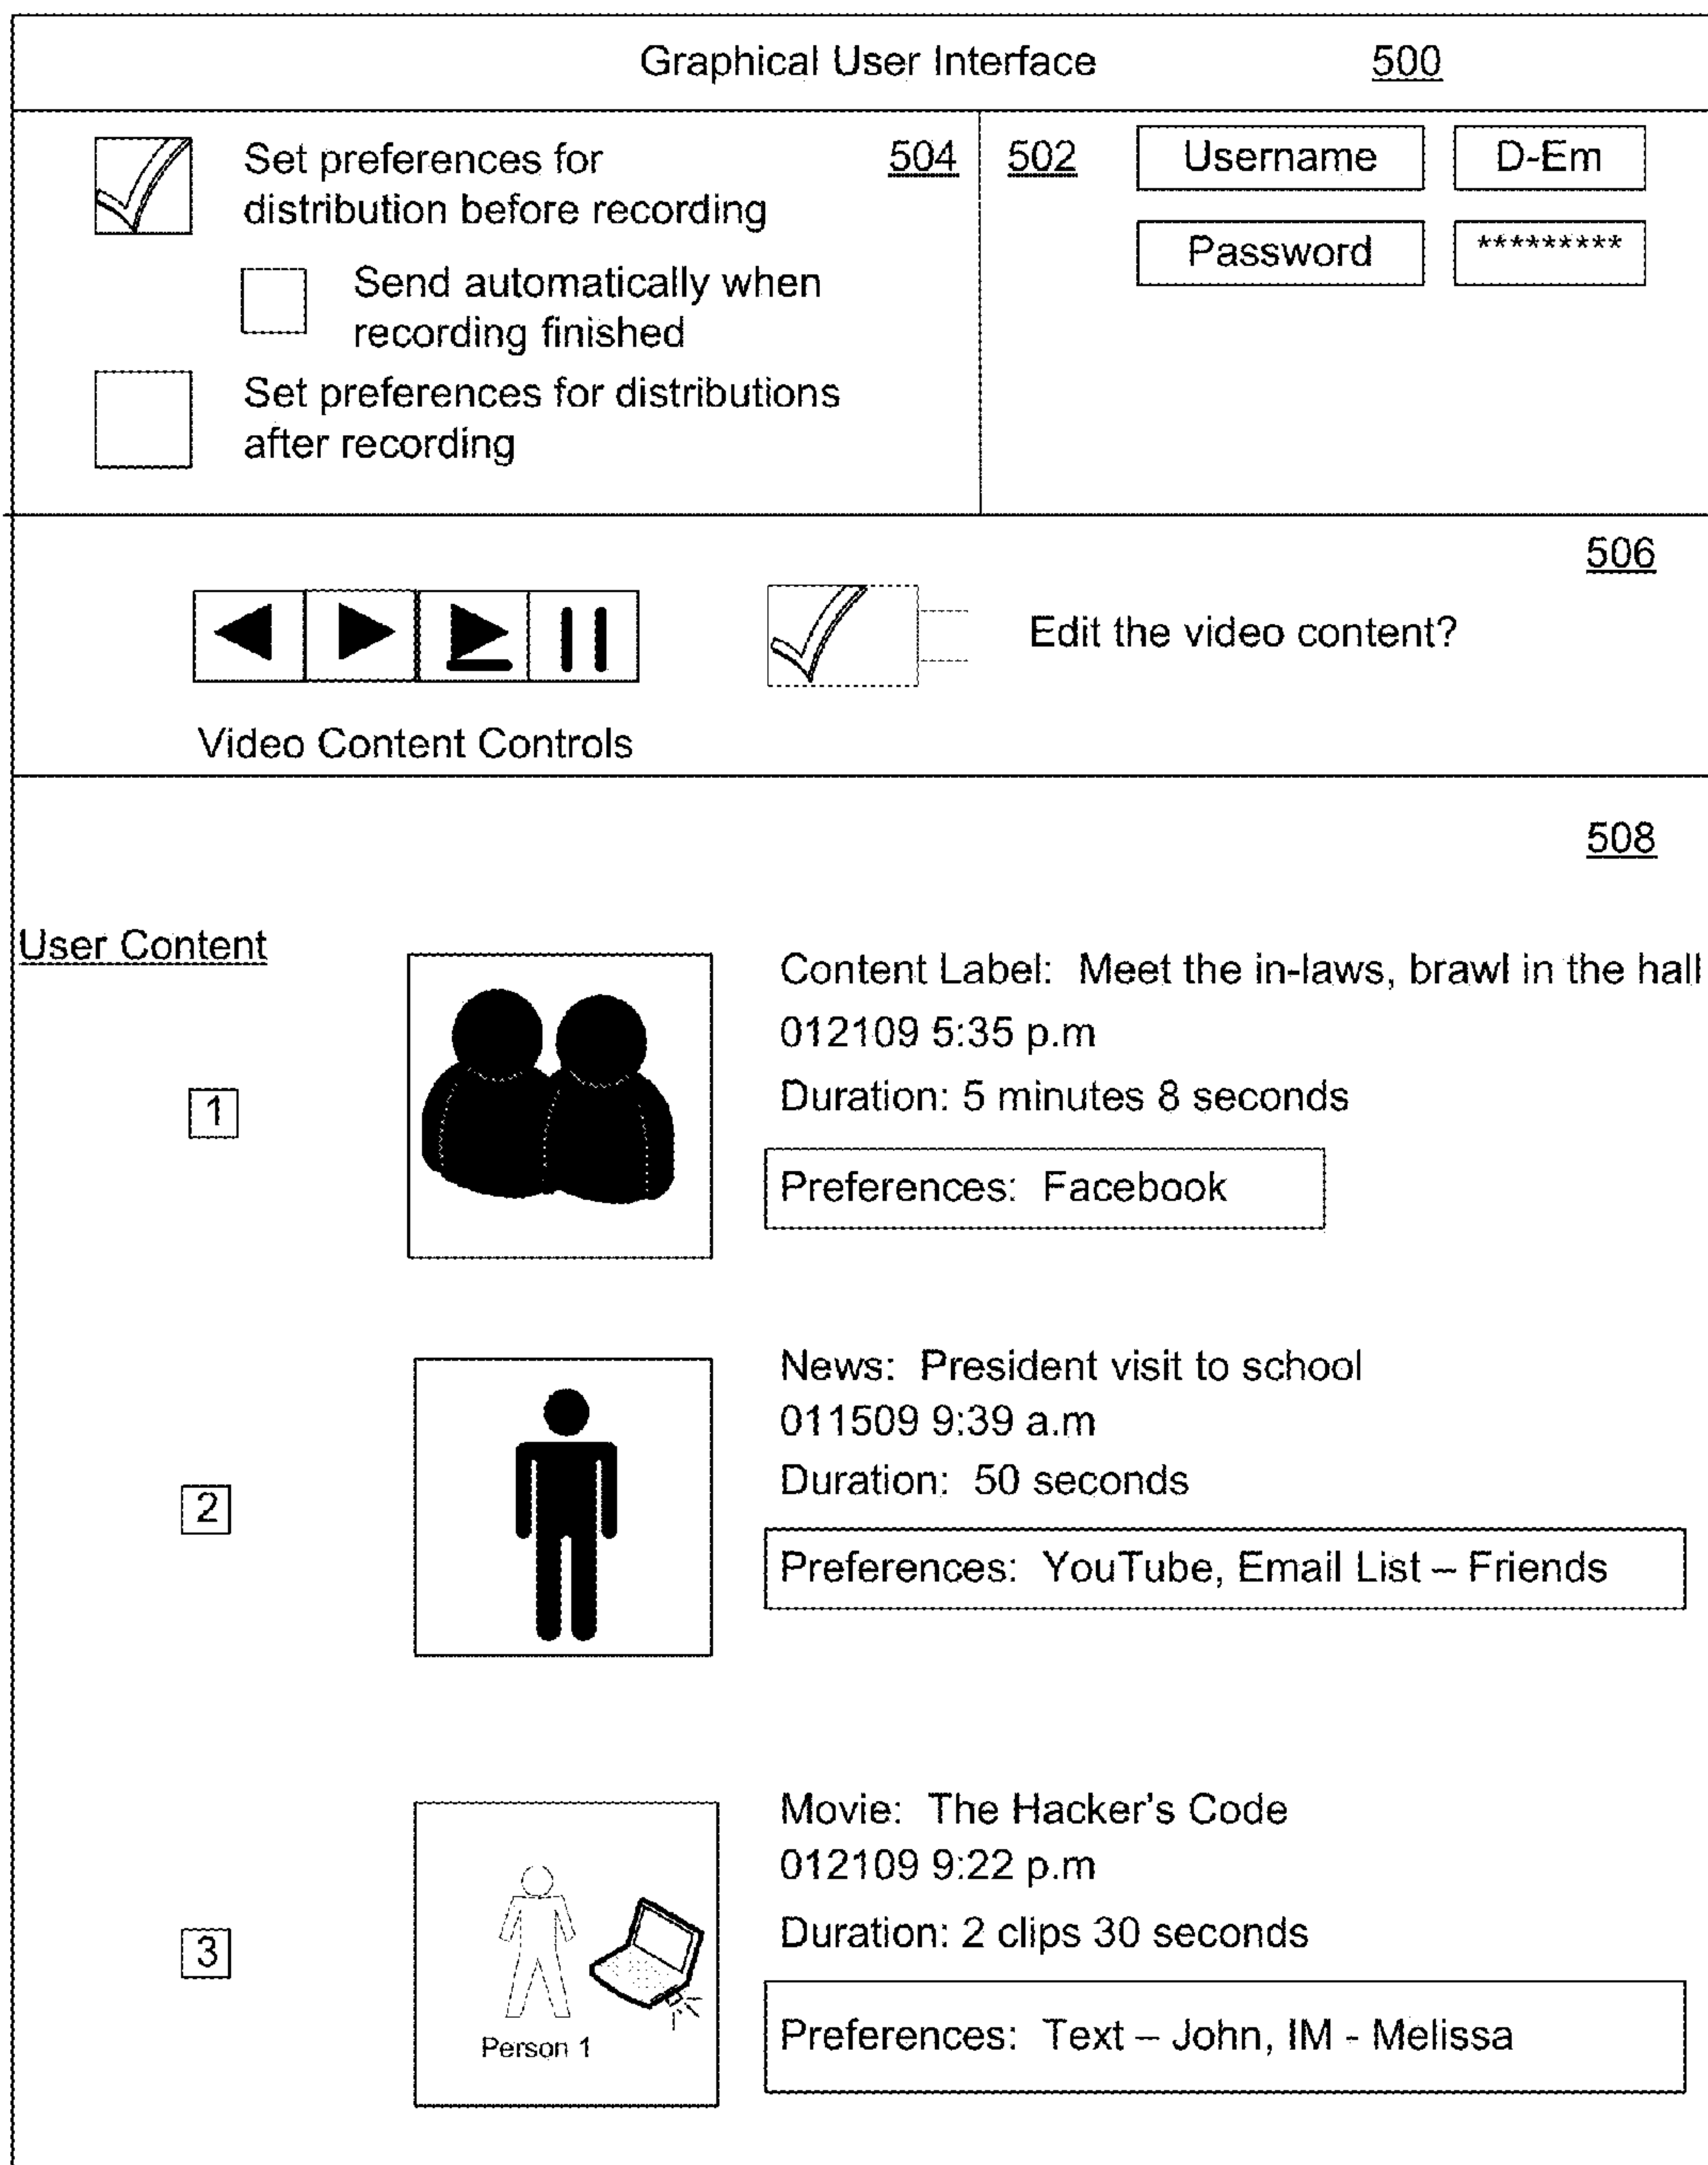 Graphical User Interface 500
Set preferences for
distribution before recording
504
Send automatically when
recording finished
Set preferences for distributions
after recording
502
Username D-Em
Password *********
506
Edit the video content?
Video Content Controls
508
User Content
1
Content Label: Meet the in-laws, brawl in the hall
012109 5:35 p.m
Duration: 5 minutes 8 seconds
Preferences: Facebook
2
News: President visit to school
011509 9:39 a.m
Duration: 50 seconds
Preferences: YouTube, Email List – Friends
3
Person 1
Movie: The Hacker's Code
012109 9:22 p.m
Duration: 2 clips 30 seconds
Preferences: Text – John, IM - Melissa